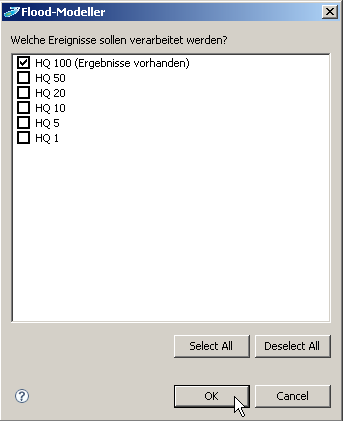 Flood-Modeller
Welche Ereignisse sollen verarbeitet werden?
HQ 100 (Ergebnisse vorhanden)
HQ 50
HQ 20
HQ 10
HQ 5
HQ 1
Select All
Deselect All
?
OK
Cancel